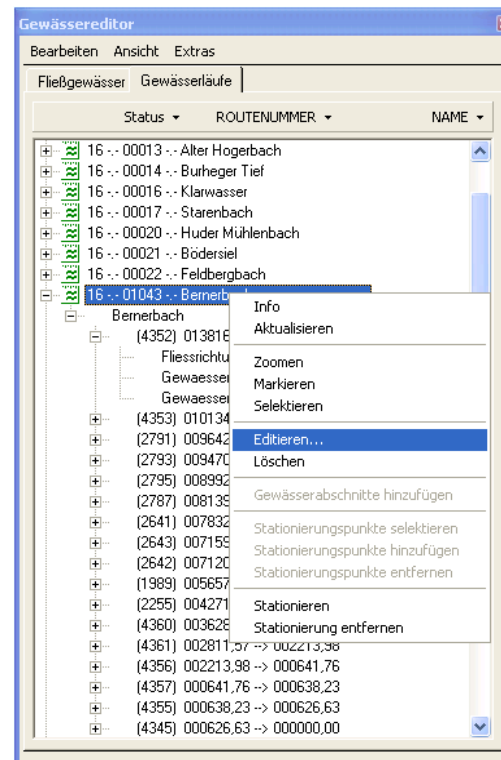 Gewässereditor
Bearbeiten Ansicht Extras
Fließgewässer Gewässerläufe
Status ROUTENUMMER NAME
16 -.- 00013 -.- Alter Hogerbach
16 -.- 00014 -.- Burheger Tief
16 -.- 00016 -.- Klarwasser
16 -.- 00017 -.- Starenbach
16 -.- 00020 -.- Huder Mühlenbach
16 -.- 00021 -.- Bödersiel
16 -.- 00022 -.- Feldbergbach
16 -.- 01043 -.- Bernerb
Bernerbach
(4352) 013816
Fliessrichtu
Gewaesser
Gewaesser
(4353) 010134
(2791) 009642
(2793) 009470
(2795) 008992
(2787) 008139
(2641) 007832
(2643) 007159
(2642) 007120
(1989) 005657
(2255) 004271
(4360) 003628
(4361) 002811,57 --> 002213,98
(4356) 002213,98 --> 000641,76
(4357) 000641,76 --> 000638,23
(4355) 000638,23 --> 000626,63
(4345) 000626,63 --> 000000,00
Info
Aktualisieren
Zoomen
Markieren
Selektieren
Editieren...
Löschen
Gewässerabschnitte hinzufügen
Stationierungspunkte selektieren
Stationierungspunkte hinzufügen
Stationierungspunkte entfernen
Stationieren
Stationierung entfernen